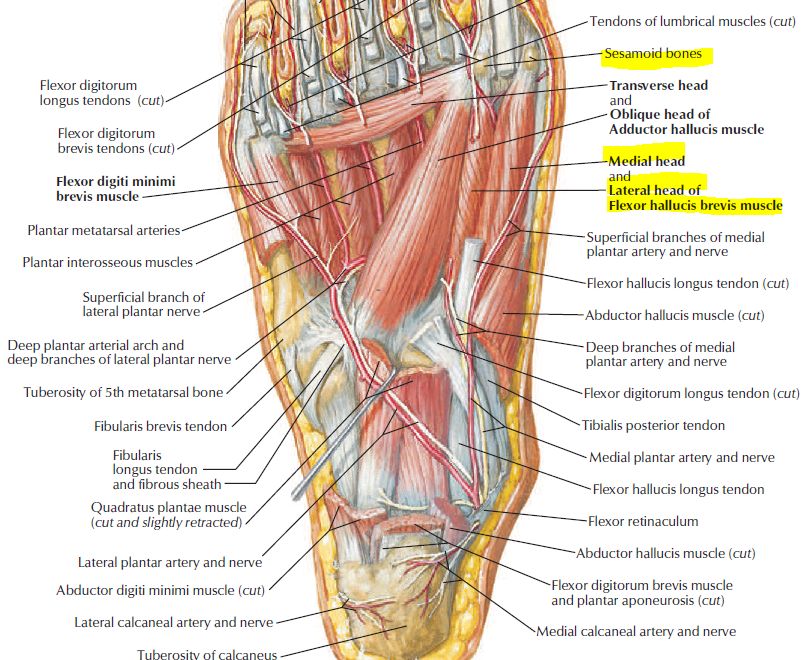 Tendons of lumbrical muscles (cut)
Sesamoid bones
Transverse head
and
Oblique head of
Adductor hallucis muscle
Medial head
and
Lateral head of
Flexor hallucis brevis muscle
Superficial branches of medial
plantar artery and nerve
Flexor hallucis longus tendon (cut)
Abductor hallucis muscle (cut)
Deep branches of medial
plantar artery and nerve
Flexor digitorum longus tendon (cut)
Tibialis posterior tendon
Medial plantar artery and nerve
Flexor hallucis longus tendon
Flexor retinaculum
Abductor hallucis muscle (cut)
Flexor digitorum brevis muscle
and plantar aponeurosis (cut)
Medial calcaneal artery and nerve
Flexor digitorum
longus tendons (cut)
Flexor digitorum
brevis tendons (cut)
Flexor digiti minimi
brevis muscle
Plantar metatarsal arteries
Plantar interosseous muscles
Superficial branch of
lateral plantar nerve
Deep plantar arterial arch and
deep branches of lateral plantar nerve
Tuberosity of 5th metatarsal bone
Fibularis brevis tendon
Fibularis
longus tendon
and fibrous sheath
Quadratus plantae muscle
(cut and slightly retracted)
Lateral plantar artery and nerve
Abductor digiti minimi muscle (cut)
Lateral calcaneal artery and nerve
Tuberosity of calcaneus